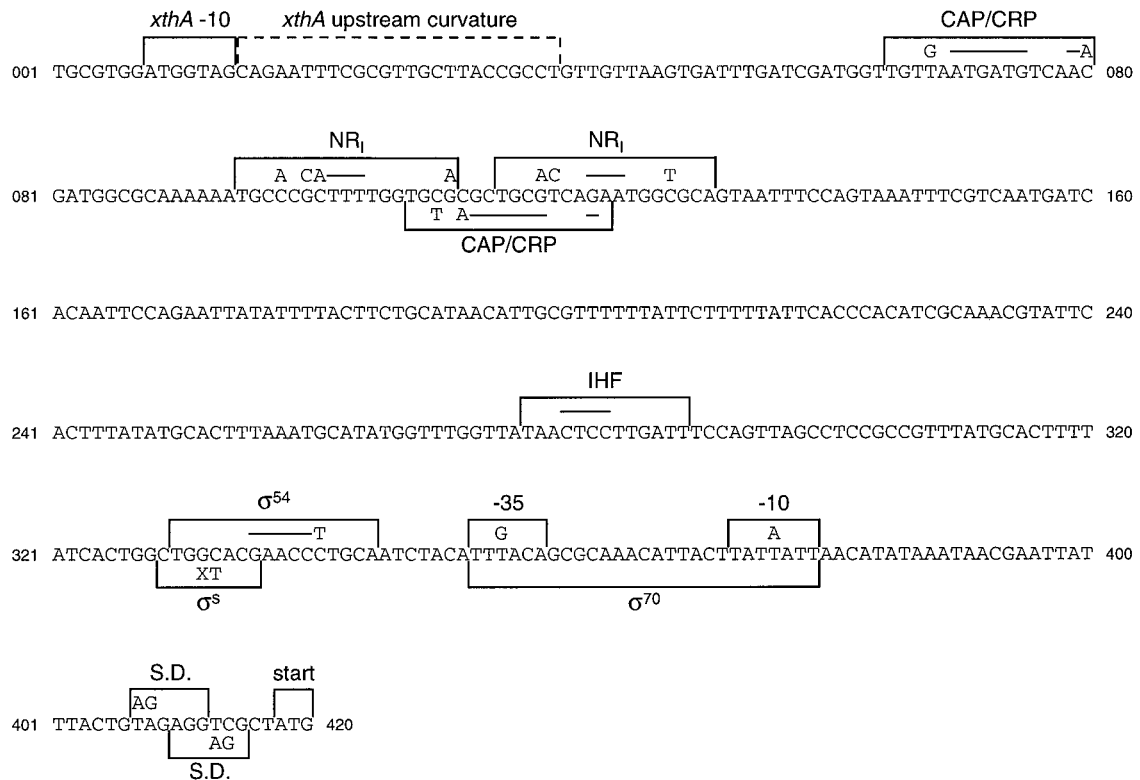 xthA -10 xthA upstream curvature CAP/CRP
G A
001 TGCGTGGATGGTAGCAGAATTTCGCGTTGCTTACCGCCTGTTGTTAAGTGATTTGATCGATGGTTGTTAATGATGTCAAC 080
NRI NRI
A CA A AC T
081 GATGGCGCAAAAAATGCCCGCTTTTGGTGCGCGCTGCGTCAGAATGGCGCAGTAATTTCCAGTAAATTTCGTCAATGATC 160
T A
CAP/CRP
161 ACAATTCCAGAATTATATTTTACTTCTGCATAACATTGCGTTTTTTATTCTTTTTATTCACCCACATCGCAAACGTATTC 240
IHF
241 ACTTTATATGCACTTTAAATGCATATGGTTTGGTTATAACTCCTTGATTTCCAGTTAGCCTCCGCCGTTTATGCACTTTT 320
σ54 -35 -10
T G A
321 ATCACTGGCTGGCACGAACCCTGCAATCTACATTTACAGCGCAAACATTACTTATTATTAACATATAAATAACGAATTAT 400
XT
σS σ70
S.D. start
AG
401 TTACTGTAGAGGTCGCTATG 420
AG
S.D.